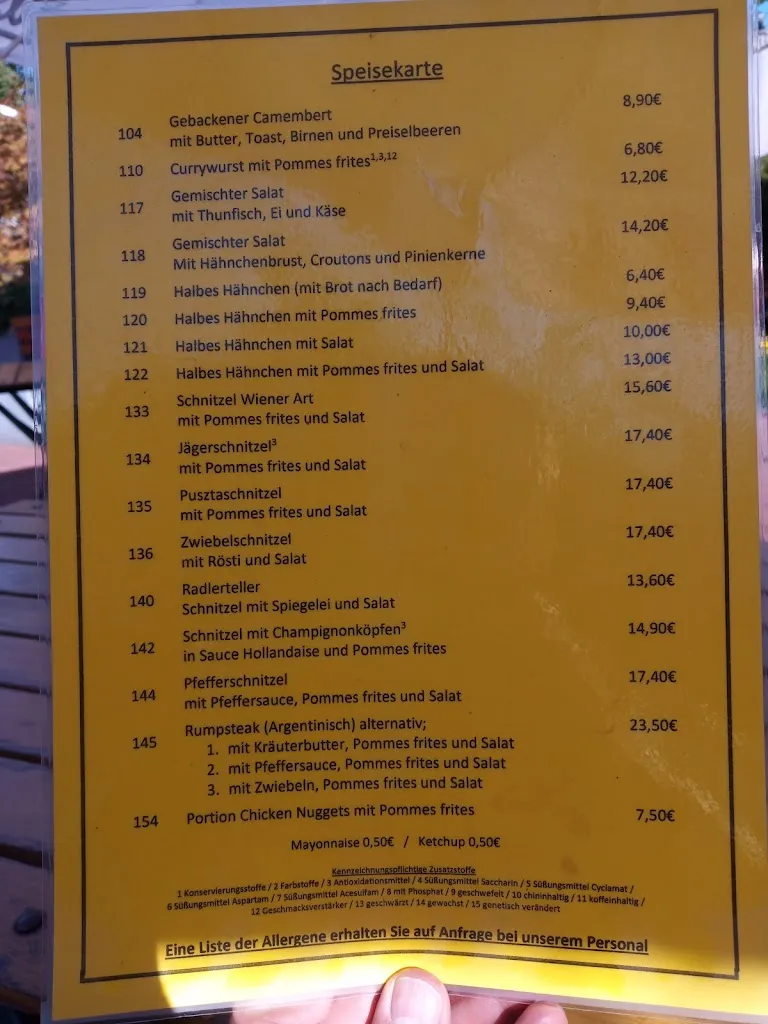 Speisekarte
104 Gebackener Camembert 8,90€
mit Butter, Toast, Birnen und Preiselbeeren
110 Currywurst mit Pommes frites1,3,12 6,80€
117 Gemischter Salat 12,20€
mit Thunfisch, Ei und Käse
118 Gemischter Salat 14,20€
Mit Hähnchenbrust, Croutons und Pinienkerne
119 Halbes Hähnchen (mit Brot nach Bedarf) 6,40€
120 Halbes Hähnchen mit Pommes frites 9,40€
121 Halbes Hähnchen mit Salat 10,00€
122 Halbes Hähnchen mit Pommes frites und Salat 13,00€
133 Schnitzel Wiener Art 15,60€
mit Pommes frites und Salat
134 Jägerschnitzel3 17,40€
mit Pommes frites und Salat
135 Pusztaschnitzel 17,40€
mit Pommes frites und Salat
136 Zwiebelschnitzel 17,40€
mit Rösti und Salat
140 Radlerteller 13,60€
Schnitzel mit Spiegelei und Salat
142 Schnitzel mit Champignonköpfen3 14,90€
in Sauce Hollandaise und Pommes frites
144 Pfefferschnitzel 17,40€
mit Pfeffersauce, Pommes frites und Salat
145 Rumpsteak (Argentinisch) alternativ; 23,50€
1. mit Kräuterbutter, Pommes frites und Salat
2. mit Pfeffersauce, Pommes frites und Salat
3. mit Zwiebeln, Pommes frites und Salat
154 Portion Chicken Nuggets mit Pommes frites 7,50€
Mayonnaise 0,50€ / Ketchup 0,50€
Kennzeichnungspflichtige Zusatzstoffe
1 Konservierungsstoffe / 2 Farbstoffe / 3 Antioxidationsmittel / 4 Süßungsmittel Saccharin / 5 Süßungsmittel Cyclamat /
6 Süßungsmittel Aspartam / 7 Süßungsmittel Acesulfam / 8 mit Phosphat / 9 geschwefelt / 10 chininhaltig / 11 koffeinhaltig /
12 Geschmacksverstärker / 13 geschwärzt / 14 gewachst / 15 genetisch verändert
Eine Liste der Allergene erhalten Sie auf Anfrage bei unserem Personal